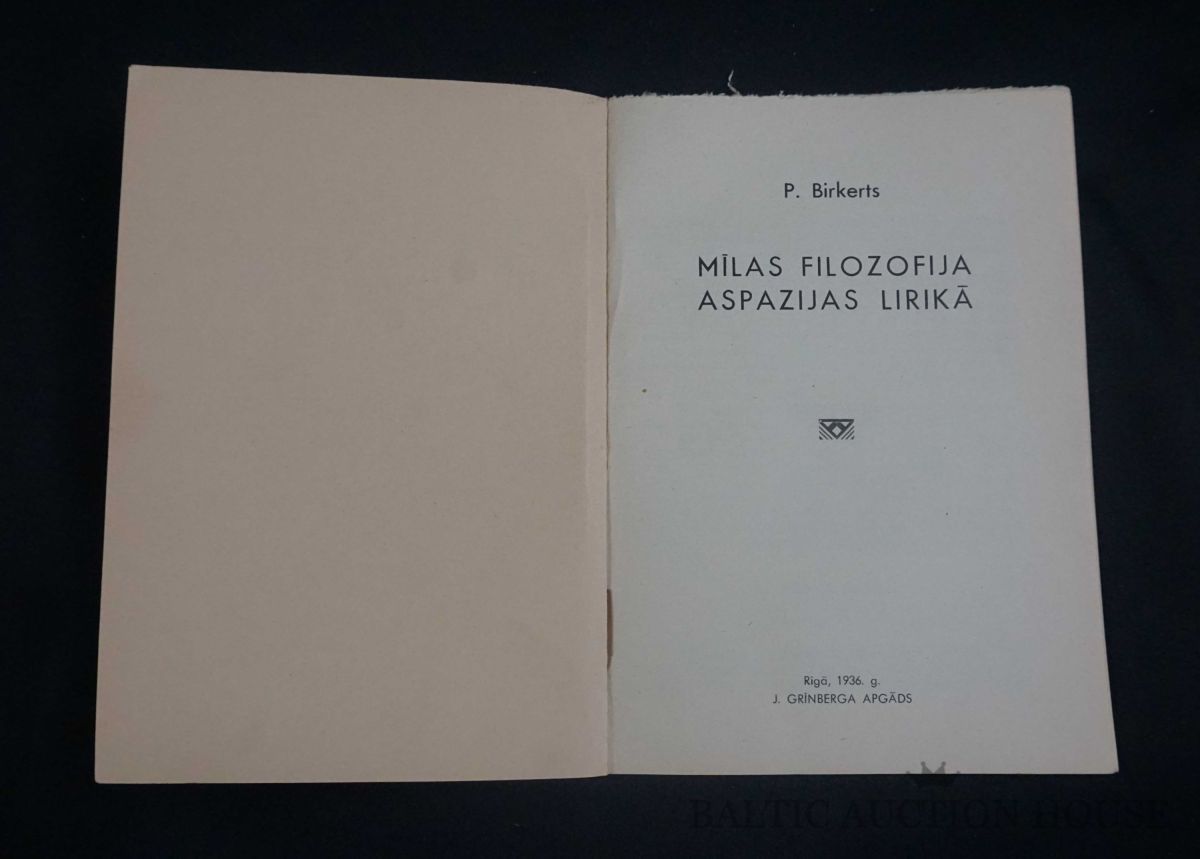 P. Birkerts
MĪLAS FILOZOFIJA
ASPAZIJAS LIRIKĀ
Rīgā, 1936. g.
J. GRĪNBERGA APGĀDS
BALTIC AUCTION HOUSE